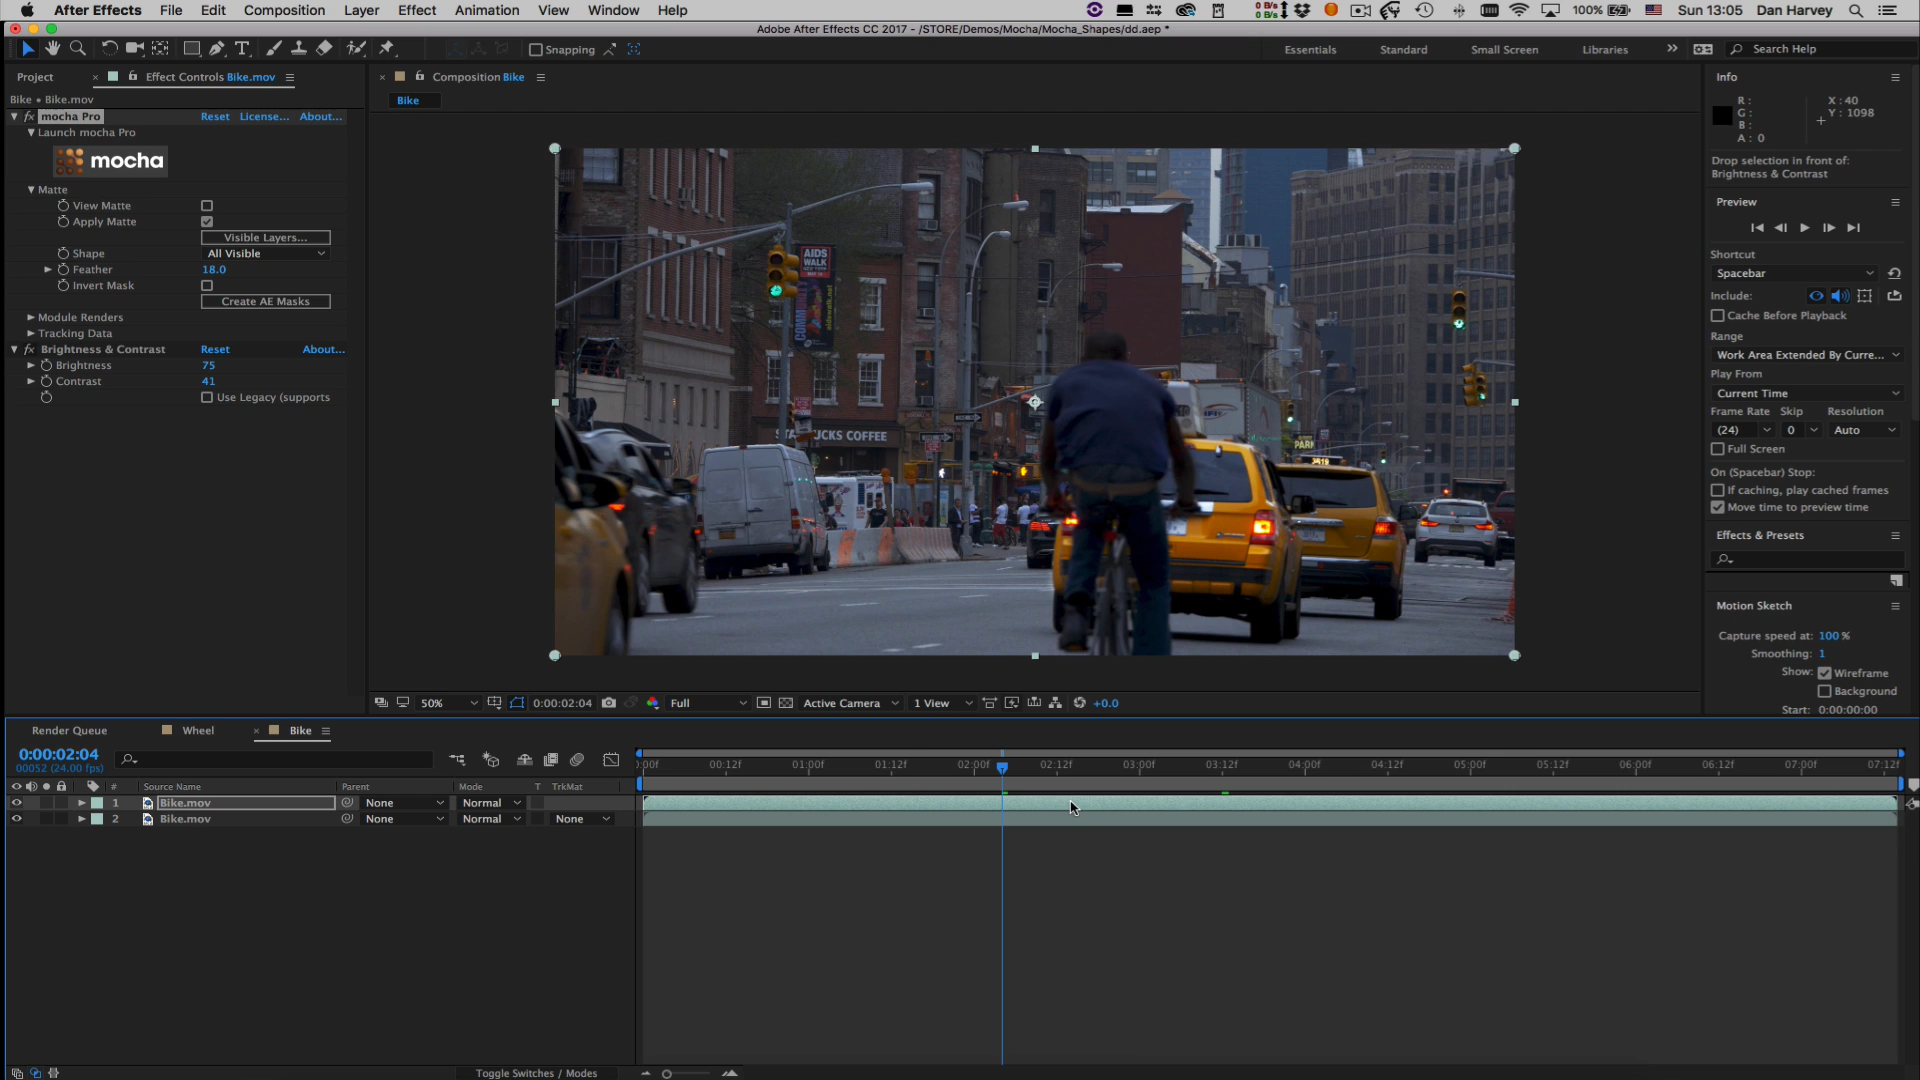 After Effects File Edit Composition Layer Effect Animation View Window Help 0 B/s 0 B/s 100% Sun 13:05 Dan Harvey
Adobe After Effects CC 2017 - /STORE/Demos/Mocha/Mocha_Shapes/dd.aep *
Snapping Essentials Standard Small Screen Libraries Search Help
Project Effect Controls Bike.mov
Bike • Bike.mov
mocha Pro Reset License... About...
Launch mocha Pro
mocha
Matte
View Matte
Apply Matte
Visible Layers...
Shape All Visible
Feather 18.0
Invert Mask
Create AE Masks
Module Renders
Tracking Data
Brightness & Contrast Reset About...
Brightness 75
Contrast 41
Use Legacy (supports
Composition Bike
Bike
AIDS
WALK
COFFEE
PARK
3G19
50% 0:00:02:04 Full Active Camera 1 View +0.0
Info
R:
G:
B:
A: 0
X: 40
Y: 1098
Drop selection in front of:
Brightness & Contrast
Preview
Shortcut
Spacebar
Include:
Cache Before Playback
Range
Work Area Extended By Curre...
Play From
Current Time
Frame Rate Skip Resolution
(24) 0 Auto
Full Screen
On (Spacebar) Stop:
If caching, play cached frames
Move time to preview time
Effects & Presets
Motion Sketch
Capture speed at: 100 %
Smoothing: 1
Show: Wireframe
Background
Start: 0:00:00:00
Render Queue Wheel Bike
0:00:02:04
00052 (24.00 fps)
:00f 00:12f 01:00f 01:12f 02:00f 02:12f 03:00f 03:12f 04:00f 04:12f 05:00f 05:12f 06:00f 06:12f 07:00f 07:12f
# Source Name Parent Mode T TrkMat
1 Bike.mov None Normal
2 Bike.mov None Normal None
Toggle Switches / Modes